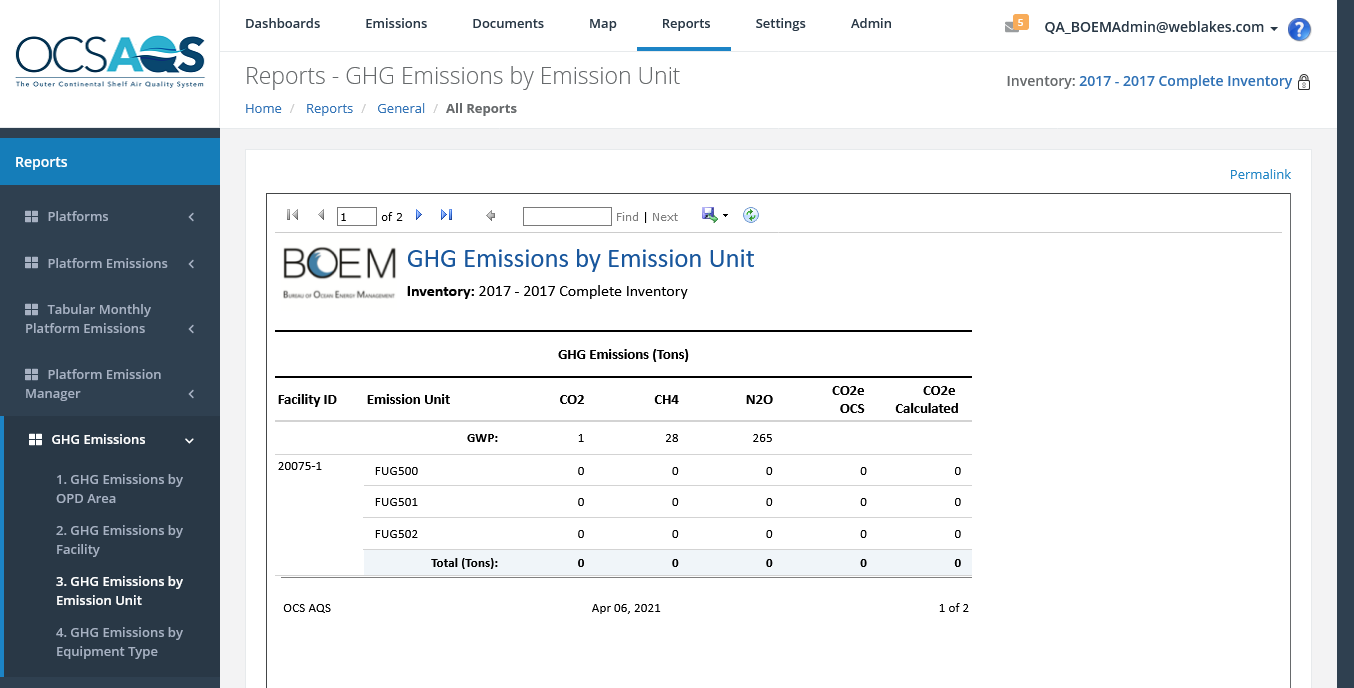 OCSAQS
The Outer Continental Shelf Air Quality System
Dashboards Emissions Documents Map Reports Settings Admin
5 QA_BOEMAdmin@weblakes.com ?
Reports - GHG Emissions by Emission Unit
Inventory: 2017 - 2017 Complete Inventory
Home / Reports / General / All Reports
Reports
Platforms
Platform Emissions
Tabular Monthly
Platform Emissions
Platform Emission
Manager
GHG Emissions
1. GHG Emissions by
OPD Area
2. GHG Emissions by
Facility
3. GHG Emissions by
Emission Unit
4. GHG Emissions by
Equipment Type
Permalink
1 of 2 Find | Next
BOEM
Bureau of Ocean Energy Management
GHG Emissions by Emission Unit
Inventory: 2017 - 2017 Complete Inventory
GHG Emissions (Tons)
Facility ID Emission Unit CO2 CH4 N2O CO2e OCS CO2e Calculated
GWP: 1 28 265
20075-1 FUG500 0 0 0 0 0
FUG501 0 0 0 0 0
FUG502 0 0 0 0 0
Total (Tons): 0 0 0 0 0
OCS AQS Apr 06, 2021 1 of 2